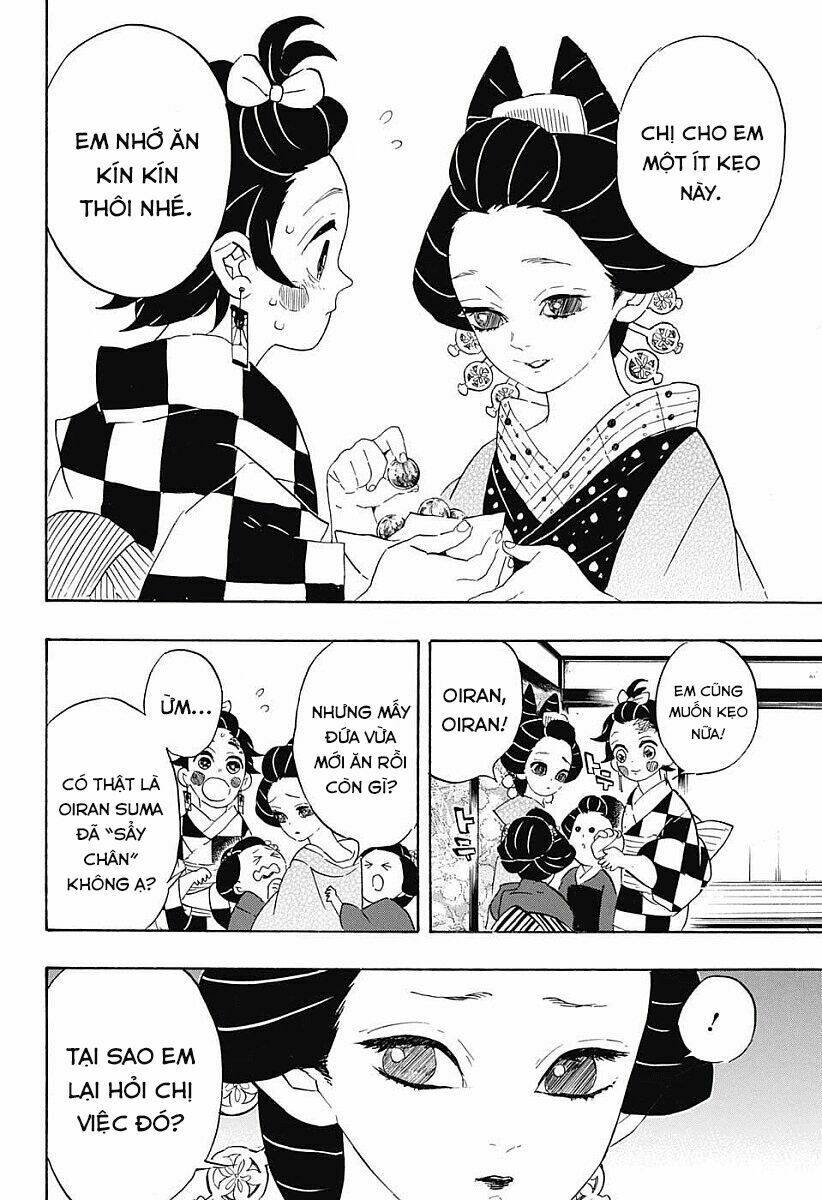 CHỊ CHO EM
MỘT ÍT KẸO
NÀY.
EM NHỚ ĂN
KÍN KÍN
THÔI NHÉ.
EM CŨNG
MUỐN KẸO
NỮA!
OIRAN,
OIRAN!
NHƯNG MẤY
ĐỨA VỪA
MỚI ĂN RỒI
CÒN GÌ?
ỪM...
CÓ THẬT LÀ
OIRAN SUMA
ĐÃ “SẨY
CHÂN“
KHÔNG Ạ?
!
TẠI SAO EM
LẠI HỎI CHỊ
VIỆC ĐÓ?